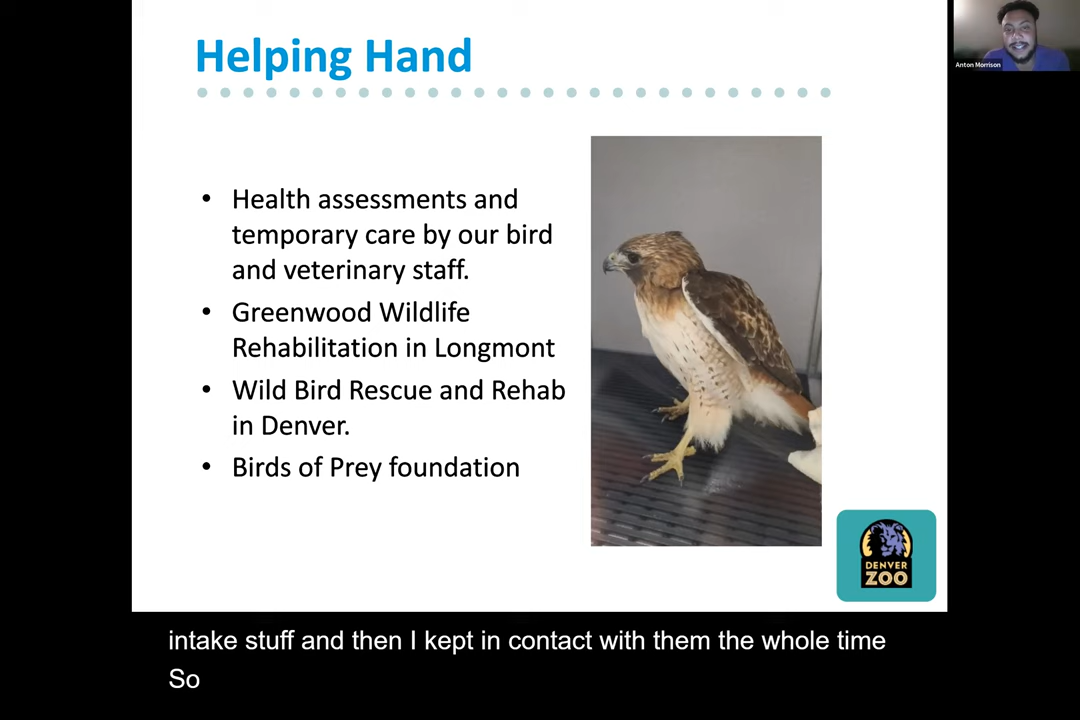 Helping Hand
Anton Morrison
• Health assessments and
temporary care by our bird
and veterinary staff.
• Greenwood Wildlife
Rehabilitation in Longmont
• Wild Bird Rescue and Rehab
in Denver.
• Birds of Prey foundation
DENVER
ZOO
intake stuff and then I kept in contact with them the whole time
So